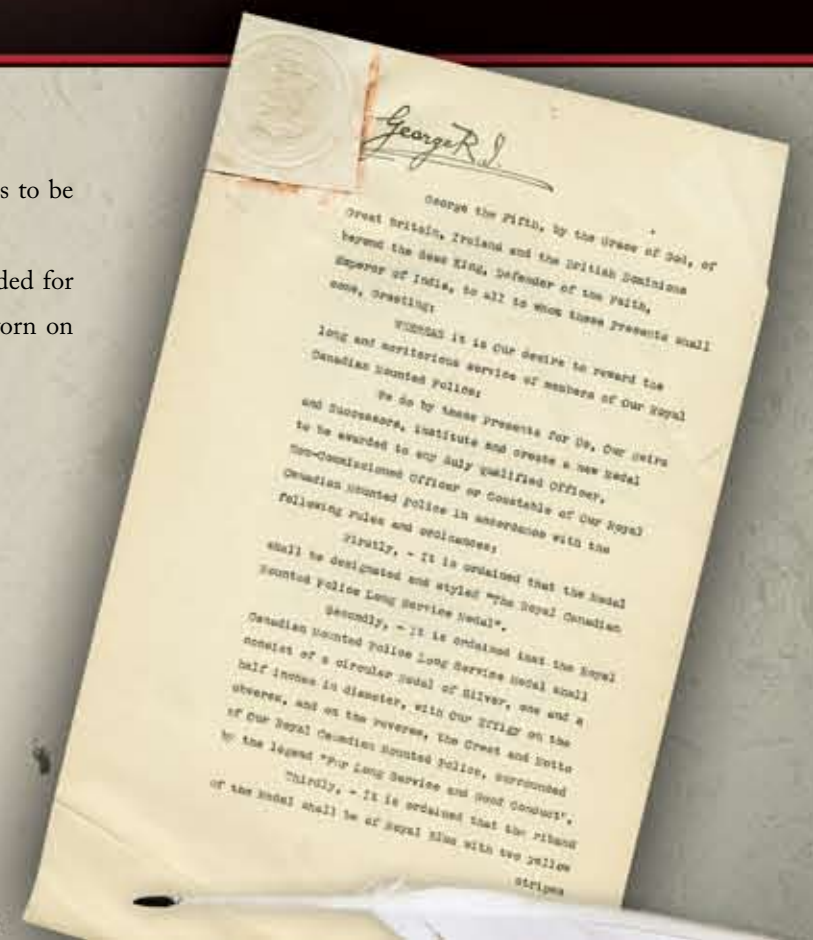 s to be
ded for
orn on
George R.I.
George the Fifth, by the Grace of God, of
Great Britain, Ireland and the British Dominions
beyond the Seas King, Defender of the Faith,
Emperor of India, to all to whom these Presents shall
come, Greeting:
WHEREAS it is Our desire to reward the
long and meritorious service of members of Our Royal
Canadian Mounted Police:
We do by these Presents for Us, Our Heirs
and Successors, institute and create a new Medal
to be awarded to any duly qualified Officer,
Non-Commissioned Officer or Constable of Our Royal
Canadian Mounted Police in accordance with the
following rules and ordinances:
Firstly, - It is ordained that the Medal
shall be designated and styled "The Royal Canadian
Mounted Police Long Service Medal".
Secondly, - It is ordained that the Royal
Canadian Mounted Police Long Service Medal shall
consist of a circular Medal of Silver, one and a
half inches in diameter, with Our Effigy on the
obverse, and on the reverse, the Crest and Motto
of Our Royal Canadian Mounted Police, surrounded
by the legend "For Long Service and Good Conduct".
Thirdly, - It is ordained that the riband
of the Medal shall be of Royal Blue with two yellow
stripes